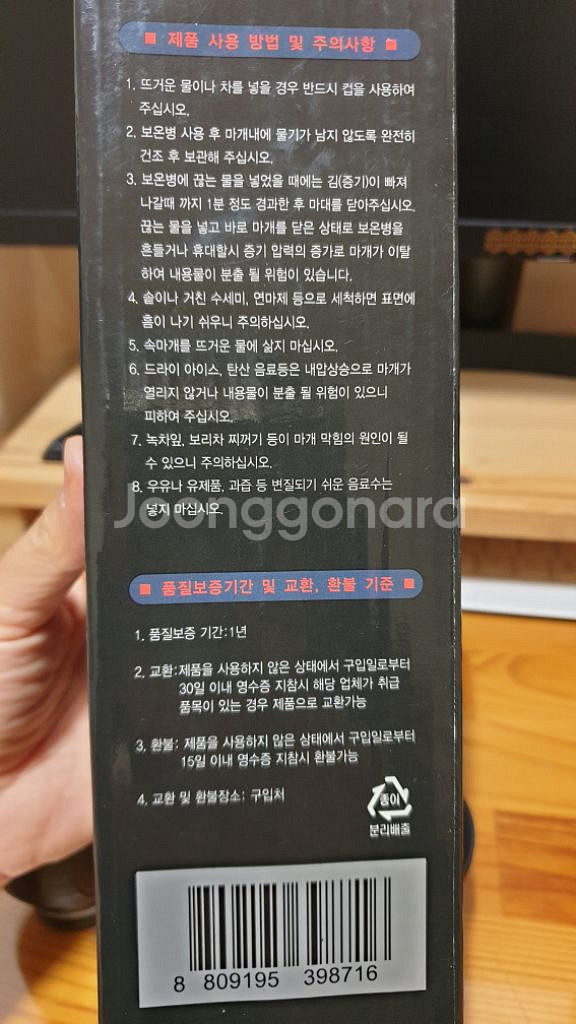 ■ 제품 사용 방법 및 주의사항 ■
1. 뜨거운 물이나 차를 넣을 경우 반드시 컵을 사용하여
주십시오.
2. 보온병 사용 후 마개내에 물기가 남지 않도록 완전히
건조 후 보관해 주십시오.
3. 보온병에 끊는 물을 넣었을 때에는 김(증기)이 빠져
나갈때 까지 1분 정도 경과한 후 마대를 닫아주십시오.
끊는 물을 넣고 바로 마개를 닫은 상태로 보온병을
흔들거나 휴대할시 증기 압력의 증가로 마개가 이탈
하여 내용물이 분출 될 위험이 있습니다.
4. 솔이나 거친 수세미, 연마제 등으로 세척하면 표면에
흠이 나기 쉬우니 주의하십시오.
5. 속마개를 뜨거운 물에 삶지 마십시오.
6. 드라이 아이스, 탄산 음료등은 내압상승으로 마개가
열리지 않거나 내용물이 분출 될 위험이 있으니
피하여 주십시오.
7. 녹차잎, 보리차 찌꺼기 등이 마개 막힘의 원인이 될
수 있으니 주의하십시오.
8. 우유나 유제품, 과즙 등 변질되기 쉬운 음료수는
넣지 마십시오.
Joonggonara
■ 품질보증기간 및 교환, 환불 기준 ■
1. 품질보증 기간:1년
2. 교환:제품을 사용하지 않은 상태에서 구입일로부터
30일 이내 영수증 지참시 해당 업체가 취급
품목이 있는 경우 제품으로 교환가능
3. 환불: 제품을 사용하지 않은 상태에서 구입일로부터
15일 이내 영수증 지참시 환불가능
4. 교환 및 환불장소: 구입처
종이
분리배출
8 809195 398716